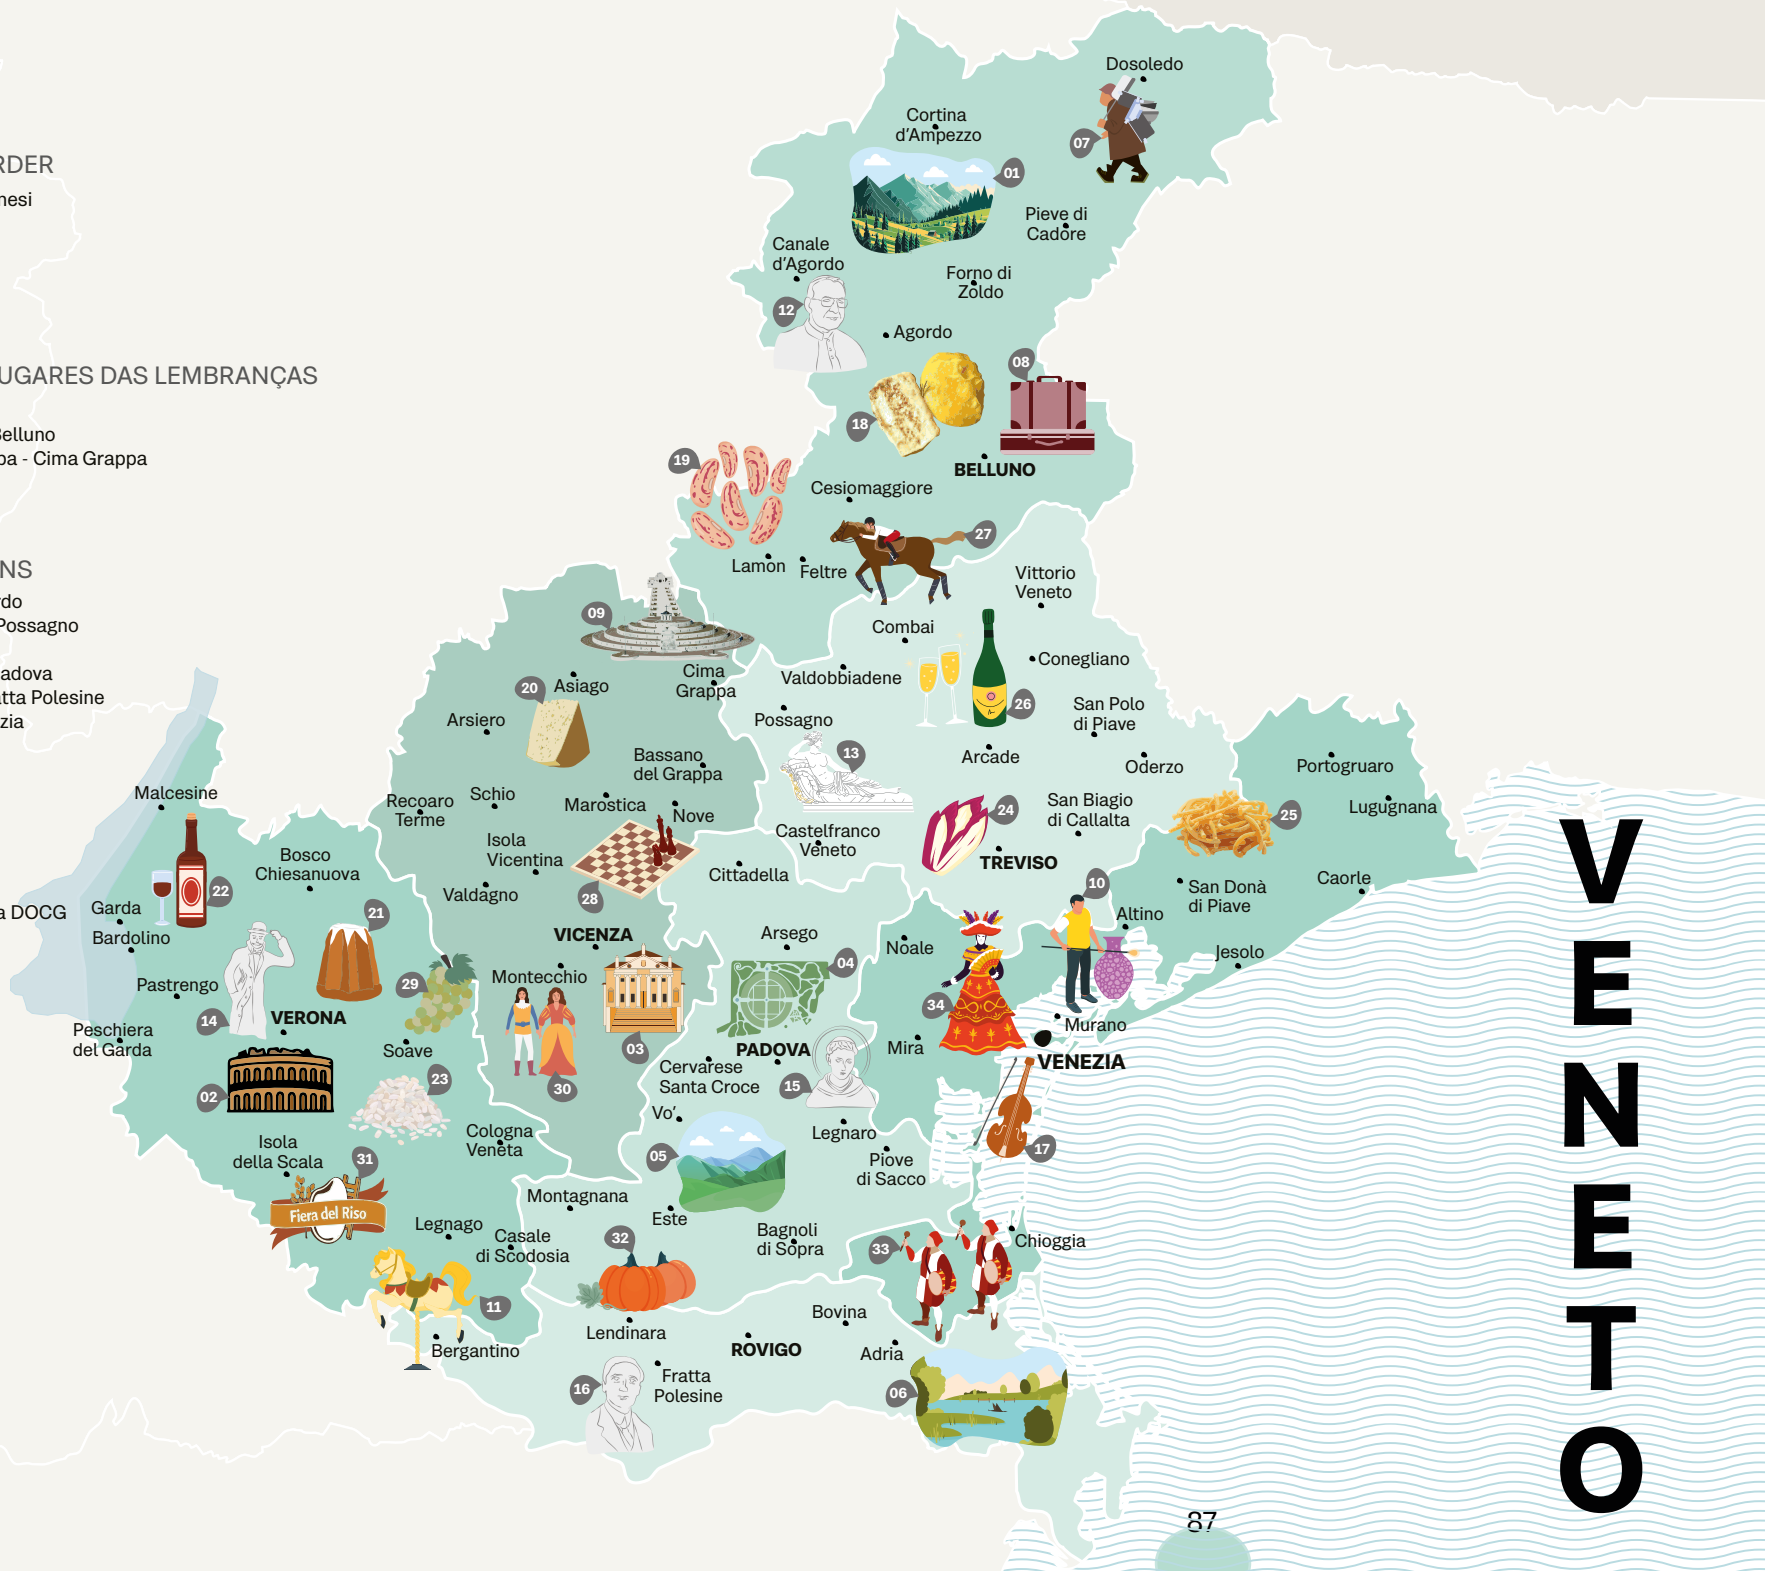 RDER
nesi
UGARES DAS LEMBRANÇAS
Belluno
pa - Cima Grappa
NS
rdo
Possagno
adova
atta Polesine
zia
a DOCG
Dosoledo
07
Cortina
d'Ampezzo
01
Pieve di
Cadore
Canale
d'Agordo
12
Forno di
Zoldo
Agordo
08
18
BELLUNO
19
Cesiomaggiore
27
Lamon
Feltre
Vittorio
Veneto
09
Combai
Conegliano
Cima
Grappa
Valdobbiadene
20
Asiago
26
San Polo
di Piave
Arsiero
Possagno
13
Arcade
Oderzo
Bassano
del Grappa
Portogruaro
Malcesine
Recoaro
Terme
Schio
Marostica
Nove
24
San Biagio
di Callalta
25
Lugugnana
Isola
Vicentina
Castelfranco
Veneto
TREVISO
Bosco
Chiesanuova
Cittadella
22
Valdagno
28
10
San Donà
di Piave
Caorle
Garda
21
Altino
Bardolino
VICENZA
Arsego
Noale
Jesolo
Pastrengo
29
Montecchio
04
34
14
VERONA
03
Murano
Peschiera
del Garda
Soave
PADOVA
Mira
VENEZIA
Cervarese
Santa Croce
02
23
30
15
Vo'
Legnaro
Isola
della Scala
Cologna
Veneta
05
17
31
Piove
di Sacco
Fiera del Riso
Montagnana
Este
Legnago
Casale
di Scodosia
32
Bagnoli
di Sopra
33
Chioggia
11
Bovina
Lendinara
Bergantino
ROVIGO
Adria
16
Fratta
Polesine
06
VENETO
87